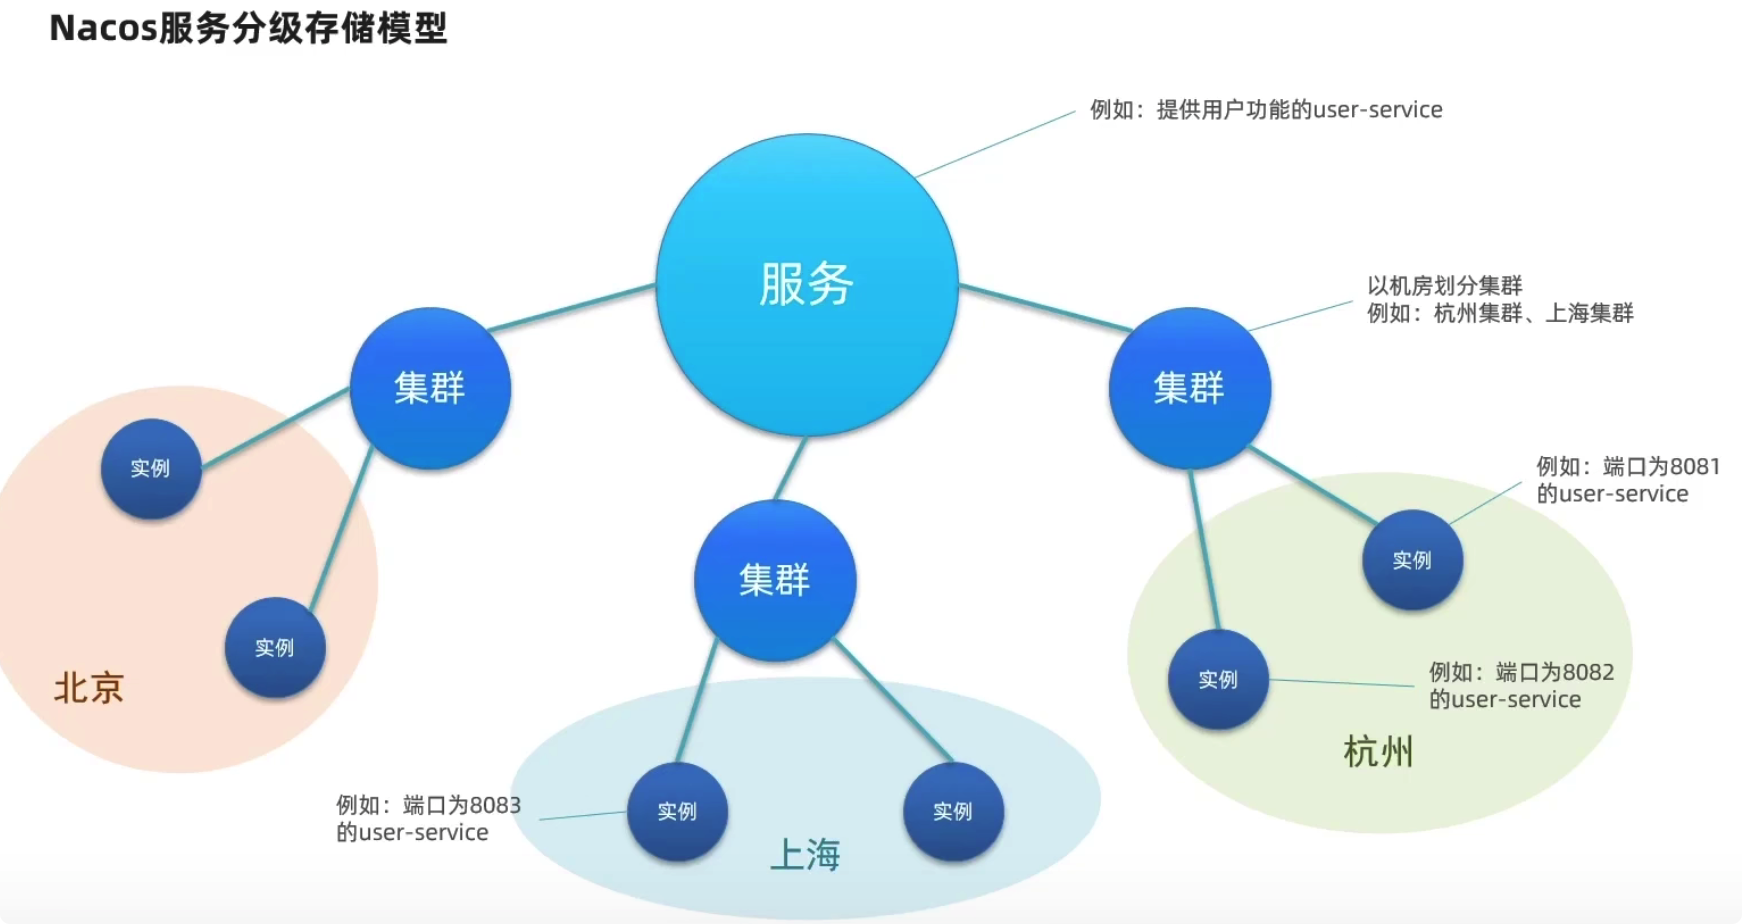 Nacos服务分级存储模型
例如：提供用户功能的user-service
服务
以机房划分集群
例如：杭州集群、上海集群
集群
集群
实例
例如：端口为8081
的user-service
实例
集群
实例
实例
例如：端口为8082
的user-service
北京
杭州
例如：端口为8083
的user-service
实例
实例
上海